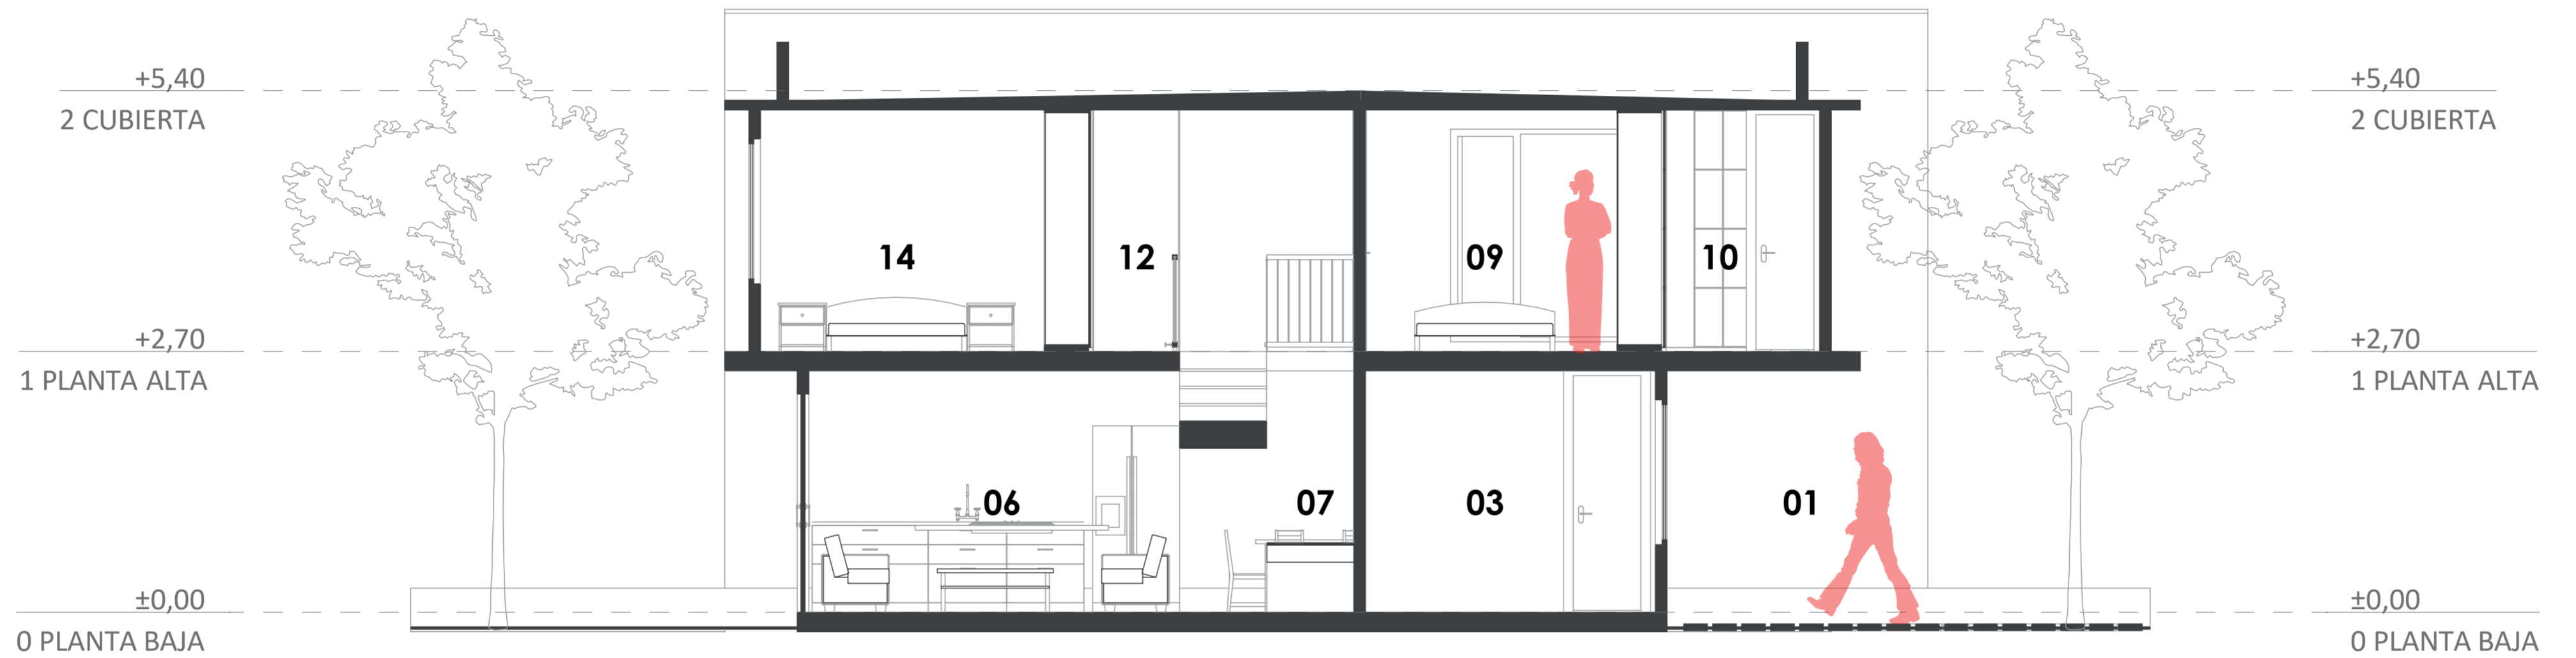 +5,40
2 CUBIERTA
+5,40
2 CUBIERTA
14
12
09
10
+2,70
1 PLANTA ALTA
+2,70
1 PLANTA ALTA
06
07
03
01
±0,00
0 PLANTA BAJA
±0,00
0 PLANTA BAJA